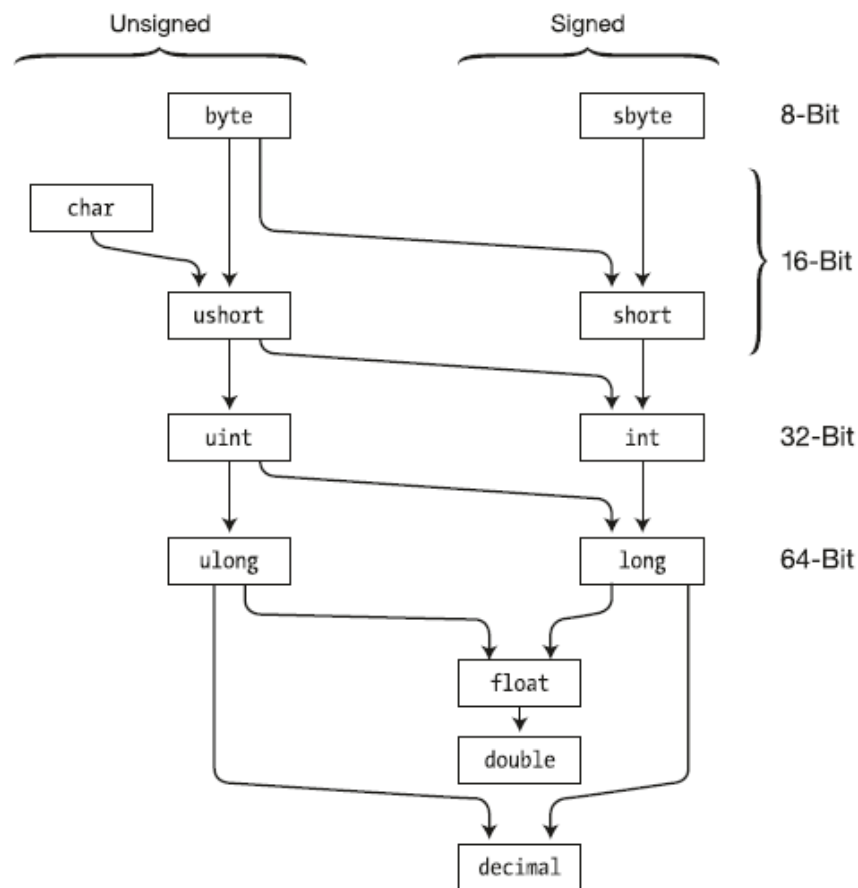 Unsigned Signed
byte sbyte 8-Bit
char
16-Bit
ushort short
uint int 32-Bit
ulong long 64-Bit
float
double
decimal